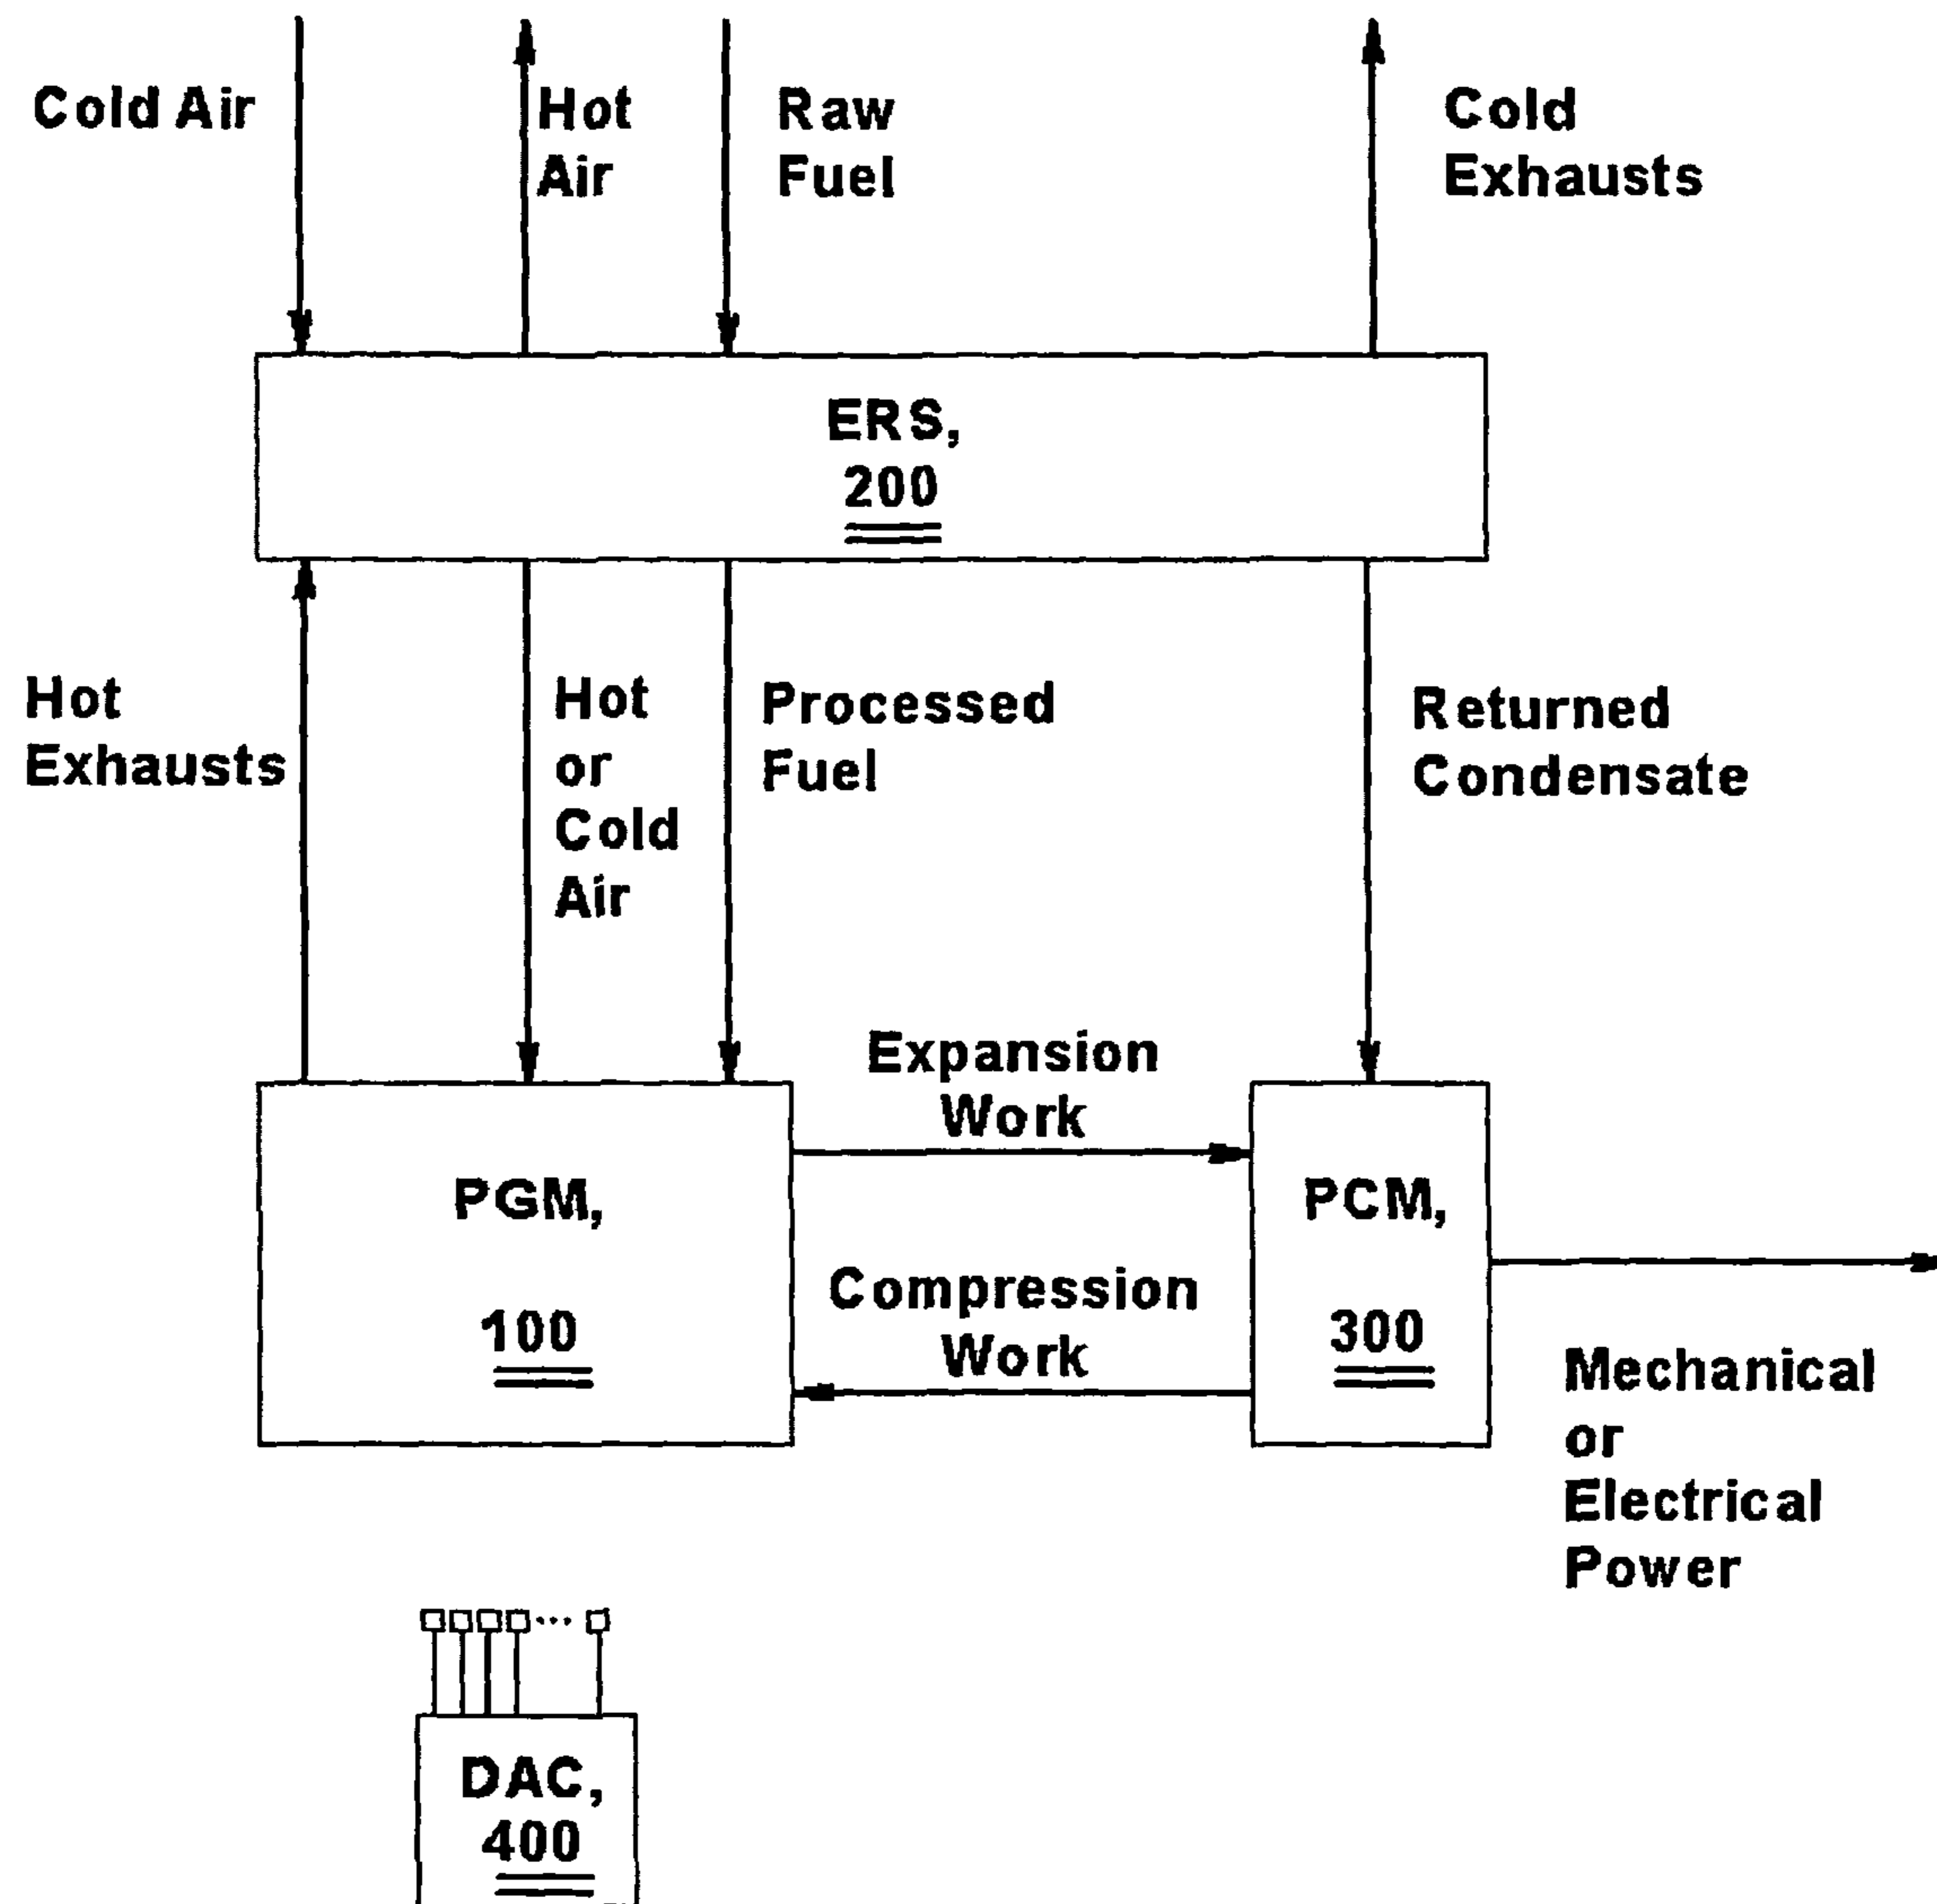 Cold Air
Hot
Air
Raw
Fuel
Cold
Exhausts
ERS,
200
Hot
Exhausts
Hot
or
Cold
Air
Processed
Fuel
Returned
Condensate
Expansion
Work
PGM,
100
PCM,
300
Compression
Work
Mechanical
or
Electrical
Power
DAC,
400